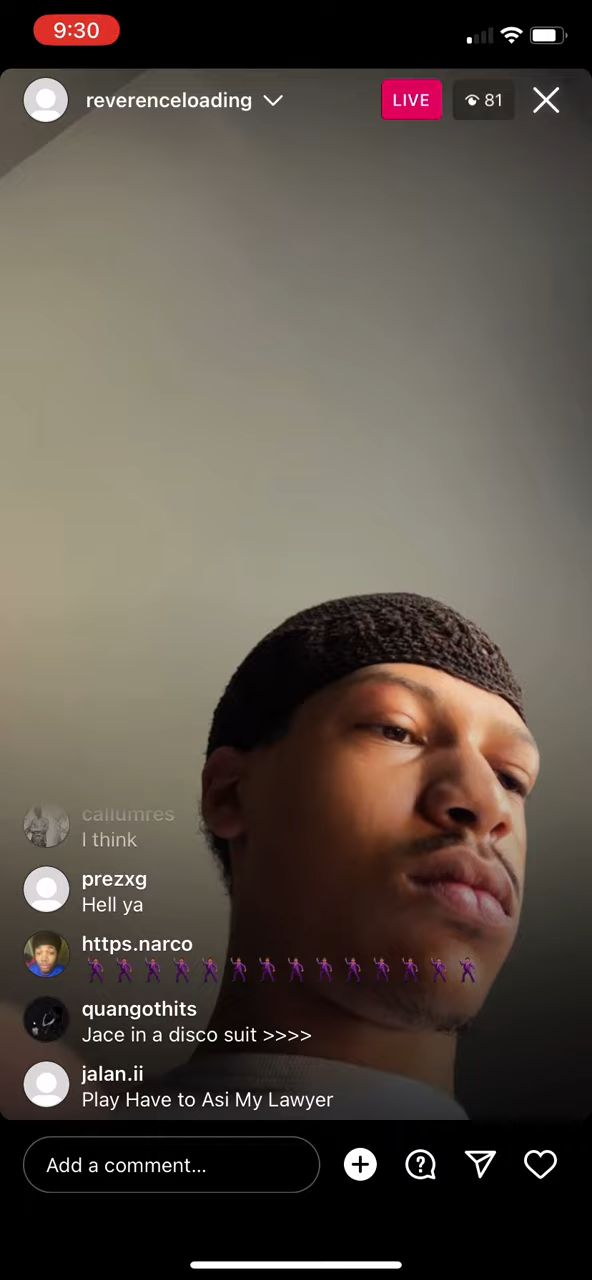 9:30
reverenceloading
LIVE
81
callumres
I think
prezxg
Hell ya
https.narco
🕺🏾🕺🏾🕺🏾🕺🏾🕺🏾🕺🏾🕺🏾🕺🏾🕺🏾🕺🏾🕺🏾🕺🏾🕺🏾🕺🏾
quangothits
Jace in a disco suit >>>>
jalan.ii
Play Have to Asi My Lawyer
Add a comment...